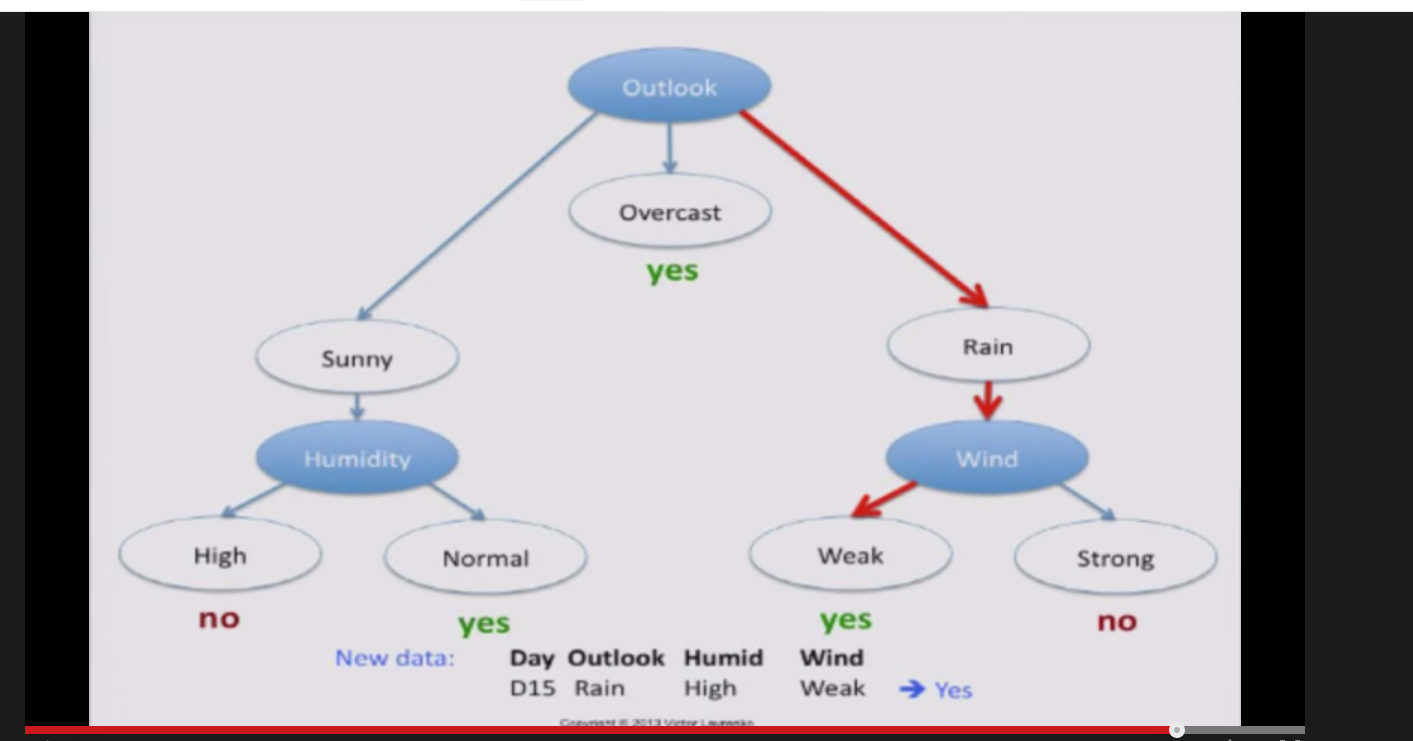 Outlook
Overcast
yes
Rain
Sunny
Humidity Wind
High Normal Weak Strong
no yes yes no
New data: Day Outlook Humid Wind
D15 Rain High Weak ➔ Yes
Copyright © 2013 Victor Lavrenko